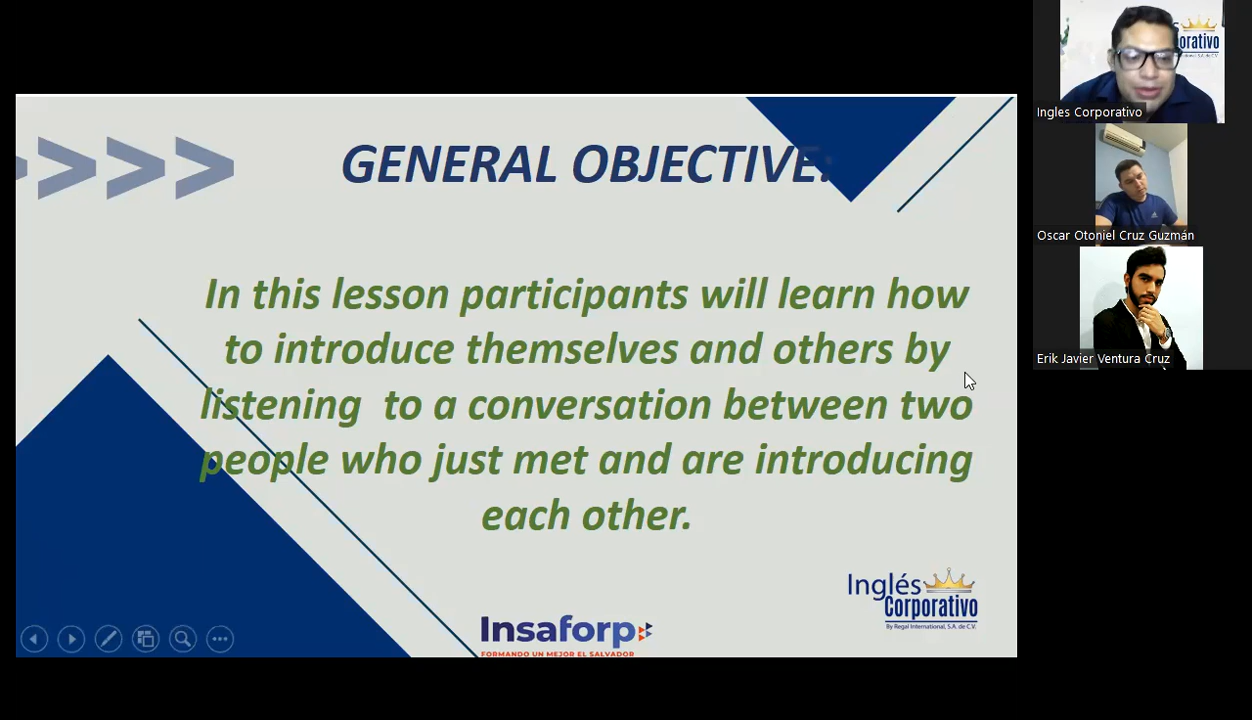 GENERAL OBJECTIVE:
In this lesson participants will learn how
to introduce themselves and others by
listening  to a conversation between two
people who just met and are introducing
each other.
Insaforp
FORMANDO UN MEJOR EL SALVADOR
Inglés
Corporativo
By Regal International, S.A. de C.V.
orativo
Ingles Corporativo
Oscar Otoniel Cruz Guzmán
Erik Javier Ventura Cruz